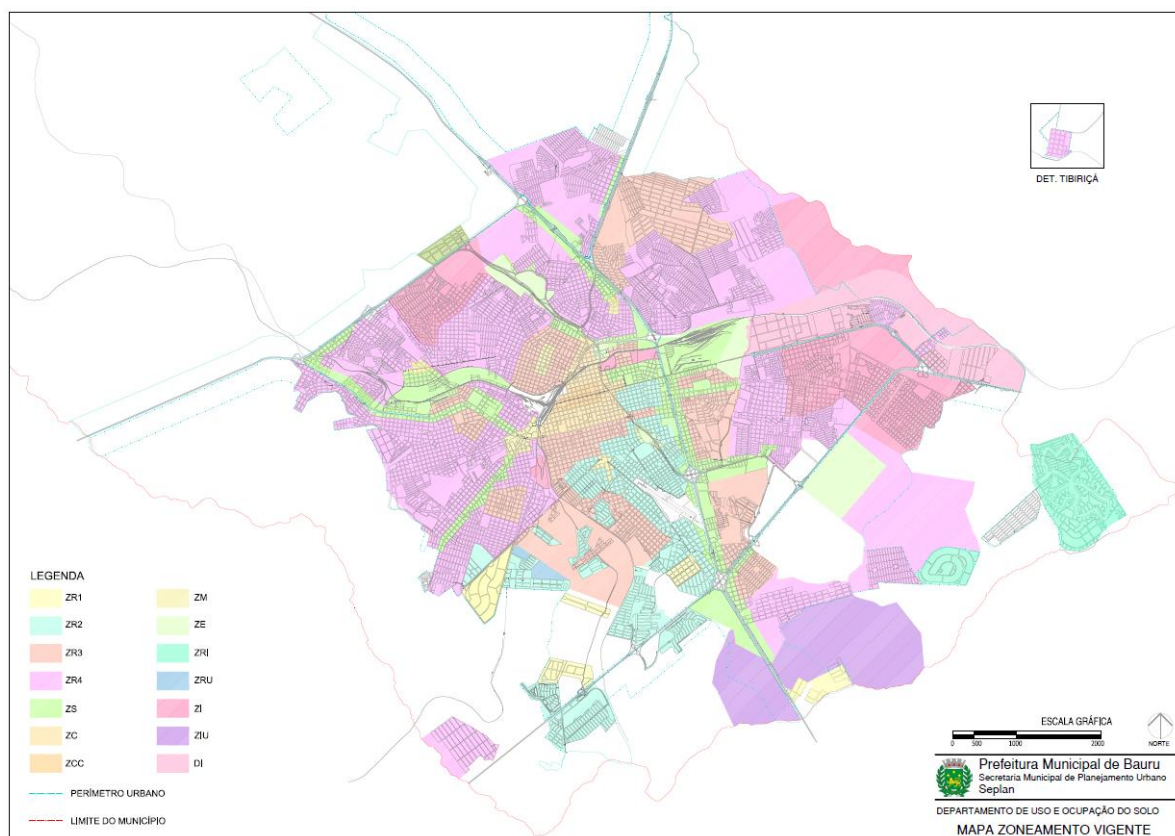 DET. TIBIRIÇÁ
LEGENDA
ZR1
ZM
ZR2
ZE
ZR3
ZRI
ZR4
ZRU
ZS
ZI
ZC
ZIU
ZCC
DI
PERÍMETRO URBANO
LIMITE DO MUNICÍPIO
ESCALA GRÁFICA
0 500 1000 2000
NORTE
Prefeitura Municipal de Bauru
Secretaria Municipal de Planejamento Urbano
Seplan
DEPARTAMENTO DE USO E OCUPAÇÃO DO SOLO
MAPA ZONEAMENTO VIGENTE